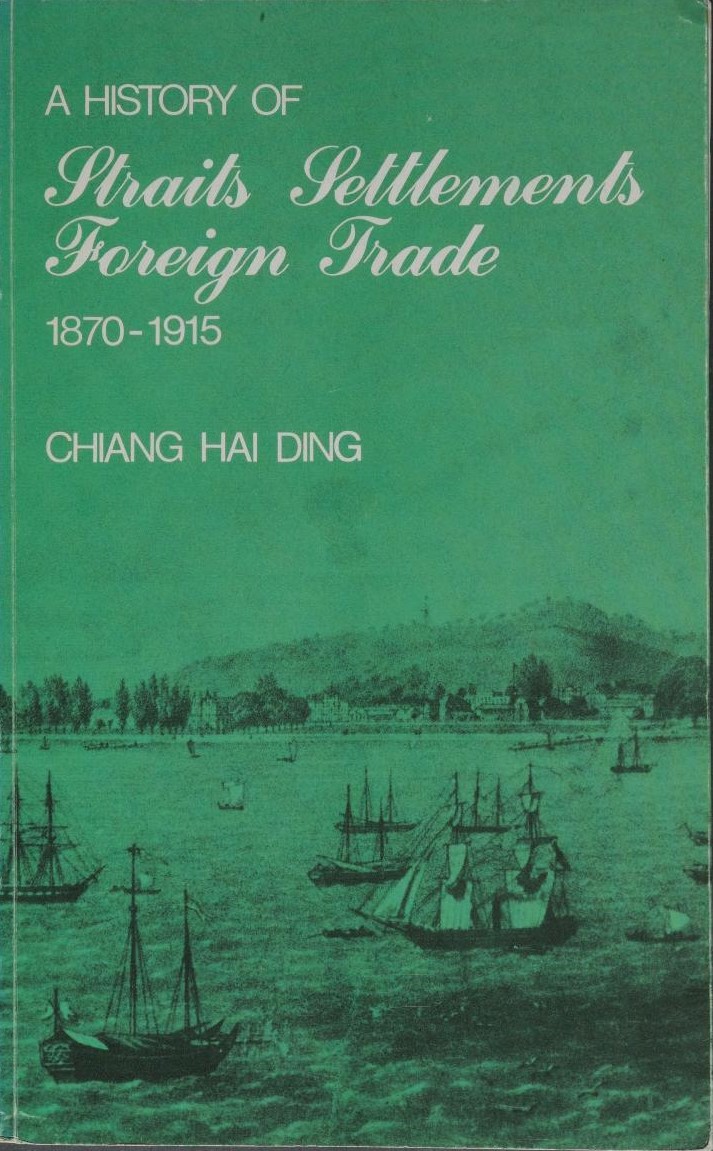 A HISTORY OF
Straits Settlements
Foreign Trade
1870-1915
CHIANG HAI DING